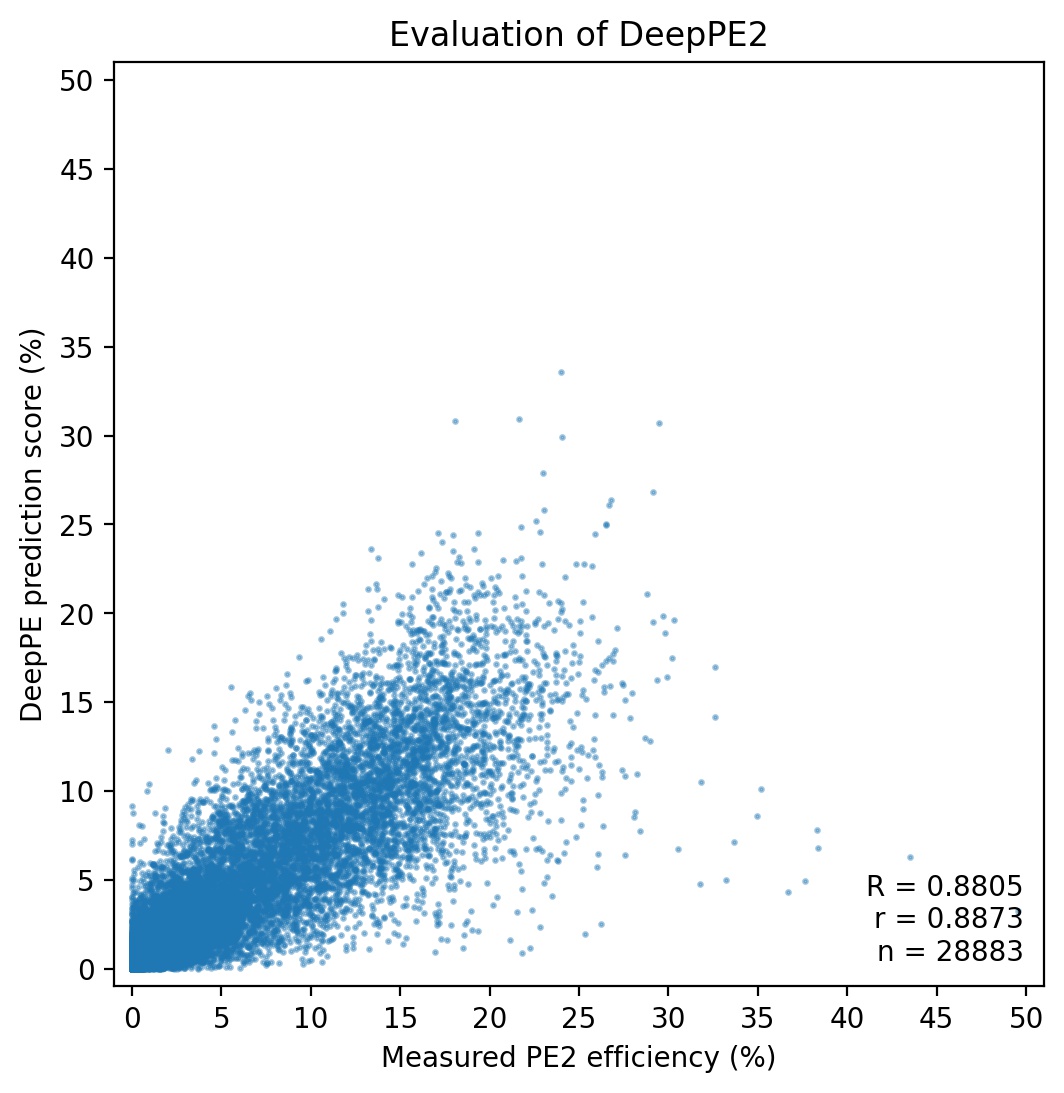 Evaluation of DeepPE2
DeepPE prediction score (%)
50
45
40
35
30
25
20
15
10
5
0
R = 0.8805
r = 0.8873
n = 28883
0 5 10 15 20 25 30 35 40 45 50
Measured PE2 efficiency (%)